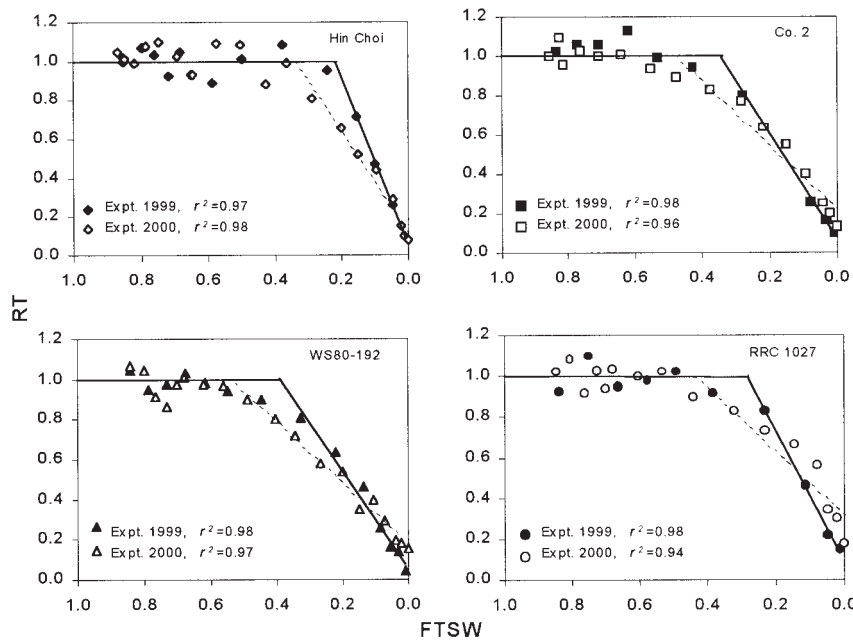 RT
1.2
1.0
0.8
0.6
0.4
0.2
0.0
Hin Choi
Expt. 1999, r²=0.97
Expt. 2000, r²=0.98
1.0 0.8 0.6 0.4 0.2 0.0
1.2
1.0
0.8
0.6
0.4
0.2
0.0
Co. 2
Expt. 1999, r²=0.98
Expt. 2000, r²=0.96
1.0 0.8 0.6 0.4 0.2 0.0
1.2
1.0
0.8
0.6
0.4
0.2
0.0
WS80-192
Expt. 1999, r²=0.98
Expt. 2000, r²=0.97
1.0 0.8 0.6 0.4 0.2 0.0
1.2
1.0
0.8
0.6
0.4
0.2
0.0
RRC 1027
Expt. 1999, r²=0.98
Expt. 2000, r²=0.94
1.0 0.8 0.6 0.4 0.2 0.0
FTSW